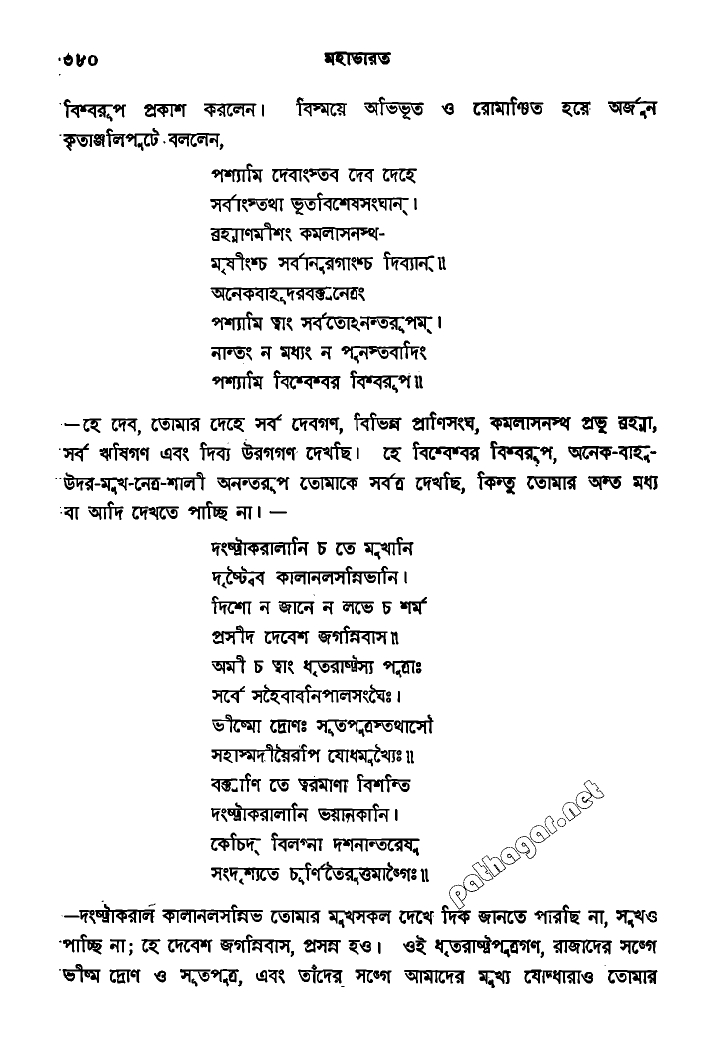 ৩৮০ মহাভারত
বিশ্বরূপ প্রকাশ করলেন। বিস্ময়ে অভিভূত ও রোমাঞ্চিত হয়ে অর্জুন
কৃতাঞ্জলিপুটে বললেন,
পশ্যামি দেবাংস্তব দেব দেহে
সর্বাংস্তথা ভূতবিশেষসংঘান্।
ব্রহ্মাণমীশং কমলাসনস্থ-
মৃষীংশ্চ সর্বানুরগাংশ্চ দিব্যান্॥
অনেকবাহূদরবক্ত্রনেত্রং
পশ্যামি ত্বাং সর্বতোঽনন্তরূপম্।
নান্তং ন মধ্যং ন পুনস্তবাদিং
পশ্যামি বিশ্বেশ্বর বিশ্বরূপ॥
—হে দেব, তোমার দেহে সর্ব দেবগণ, বিভিন্ন প্রাণিসংঘ, কমলাসনস্থ প্রভু ব্রহ্মা,
সর্ব ঋষিগণ এবং দিব্য উরগগণ দেখছি। হে বিশ্বেশ্বর বিশ্বরূপ, অনেক-বাহু-
উদর-মুখ-নেত্র-শালী অনন্তরূপ তোমাকে সর্বত্র দেখছি, কিন্তু তোমার অন্ত মধ্য
বা আদি দেখতে পাচ্ছি না। —
দংষ্ট্রাকরালানি চ তে মুখানি
দৃষ্ট্বৈব কালানলসন্নিভানি।
দিশো ন জানে ন লভে চ শর্ম
প্রসীদ দেবেশ জগন্নিবাস॥
অমী চ ত্বাং ধৃতরাষ্ট্রস্য পুত্রাঃ
সর্বে সহৈবাবনিপালসংঘৈঃ।
ভীষ্মো দ্রোণঃ সূতপুত্রস্তথাসৌ
সহাস্মদীয়ৈরপি যোধমুখ্যৈঃ॥
বক্ত্রাণি তে ত্বরমাণা বিশন্তি
দংষ্ট্রাকরালানি ভয়ানকানি।
কেচিদ্ বিলগ্না দশনান্তরেষু
সংদৃশ্যতে চূর্ণিতৈরুত্তমাঙ্গৈঃ॥
—দংষ্ট্রাকরাল কালানলসন্নিভ তোমার মুখসকল দেখে দিক জানতে পারছি না, সুখও
পাচ্ছি না; হে দেবেশ জগন্নিবাস, প্রসন্ন হও। ওই ধৃতরাষ্ট্রপুত্রগণ, রাজাদের সঙ্গে
ভীষ্ম দ্রোণ ও সূতপুত্র, এবং তাঁদের সঙ্গে আমাদের মুখ্য যোদ্ধারাও তোমার
pathagar.net